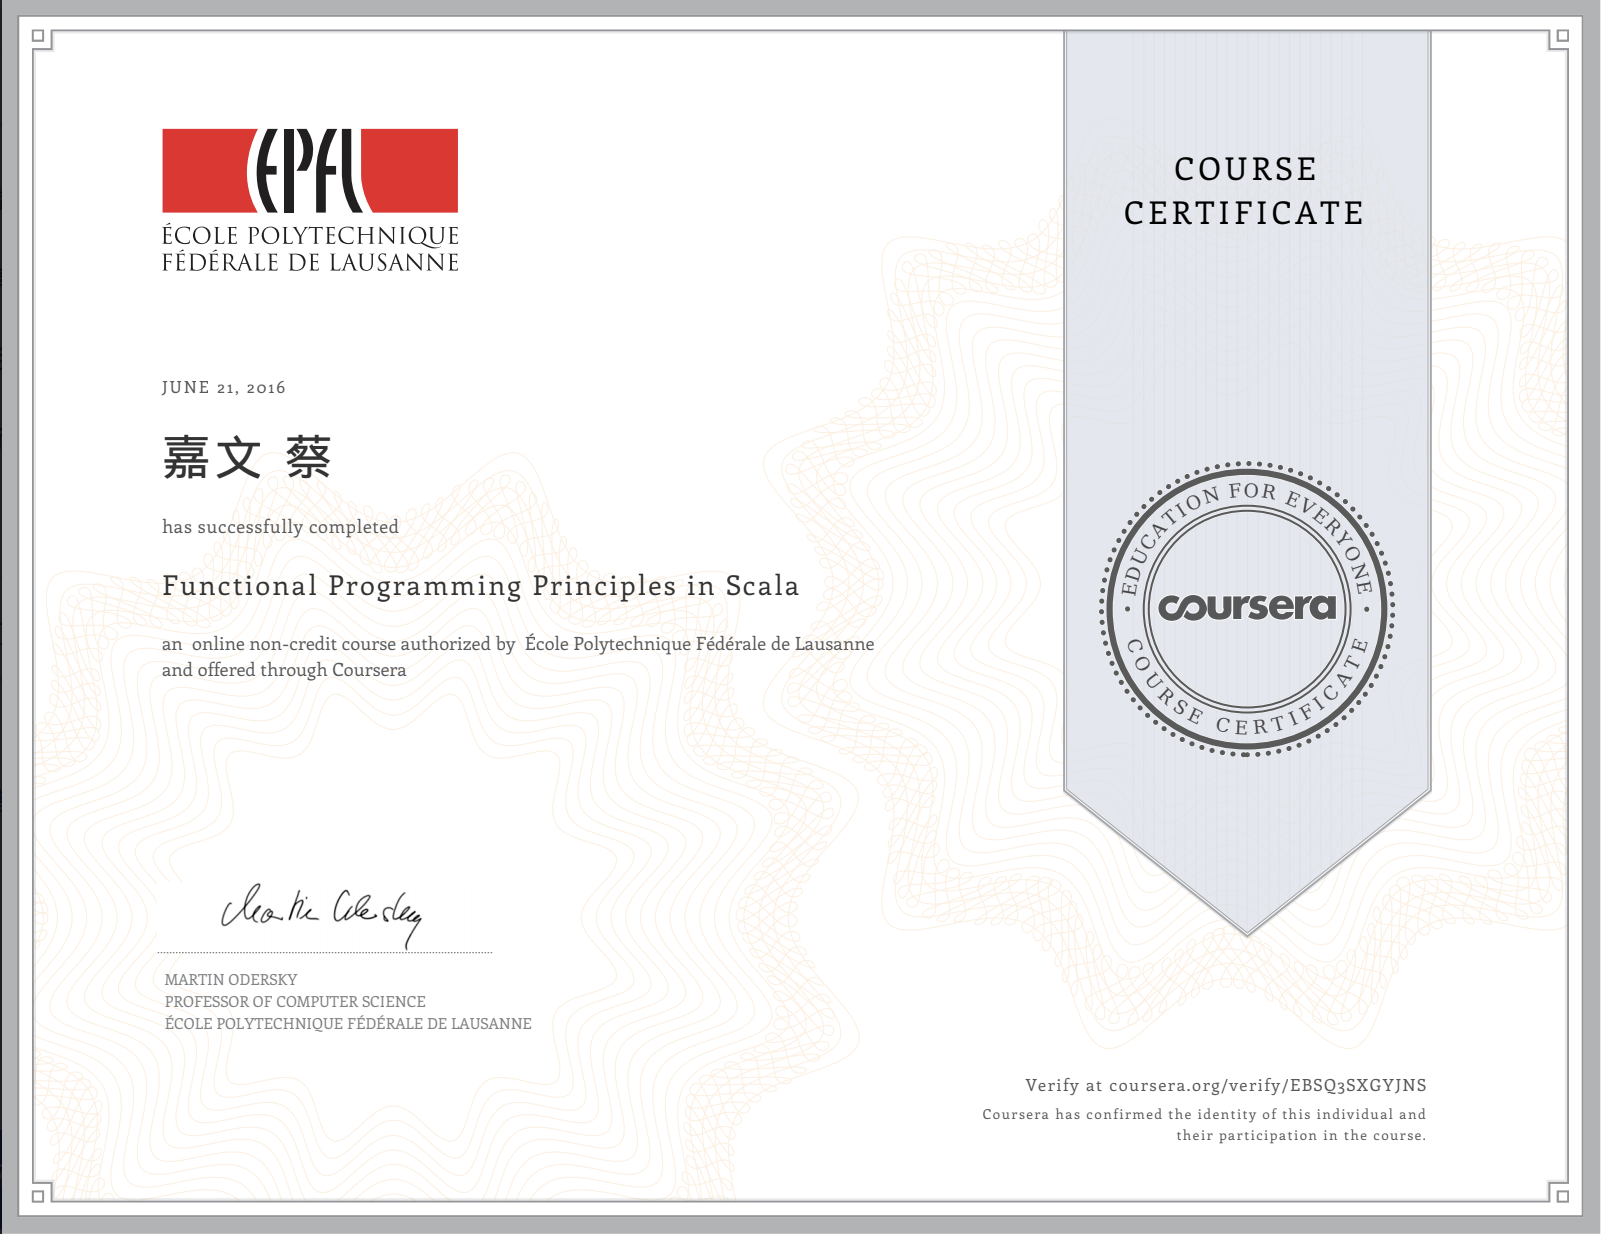 EPFL
ÉCOLE POLYTECHNIQUE
FÉDÉRALE DE LAUSANNE
COURSE
CERTIFICATE
JUNE 21, 2016
嘉文 蔡
has successfully completed
Functional Programming Principles in Scala
an online non-credit course authorized by École Polytechnique Fédérale de Lausanne
and offered through Coursera
EDUCATION FOR EVERYONE
coursera
COURSE CERTIFICATE
Martin Odersky
MARTIN ODERSKY
PROFESSOR OF COMPUTER SCIENCE
ÉCOLE POLYTECHNIQUE FÉDÉRALE DE LAUSANNE
Verify at coursera.org/verify/EBSQ3SXGYJNS
Coursera has confirmed the identity of this individual and
their participation in the course.